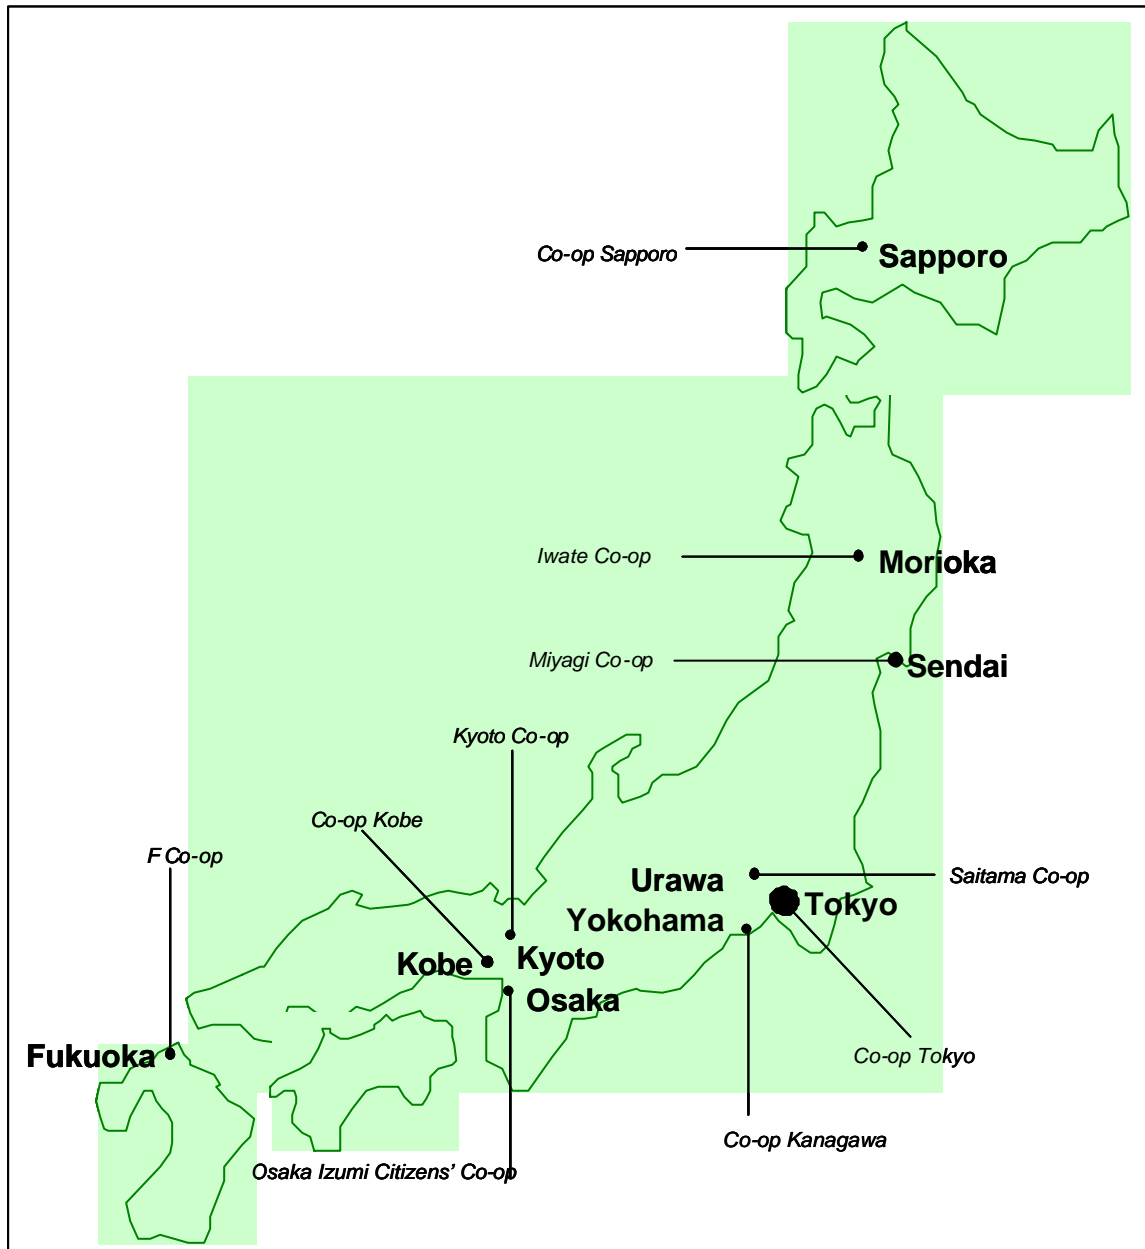 Co-op Sapporo
Sapporo
Iwate Co-op
Morioka
Miyagi Co-op
Sendai
Kyoto Co-op
Co-op Kobe
F Co-op
Urawa
Saitama Co-op
Tokyo
Yokohama
Kyoto
Kobe
Osaka
Fukuoka
Co-op Tokyo
Co-op Kanagawa
Osaka Izumi Citizens' Co-op